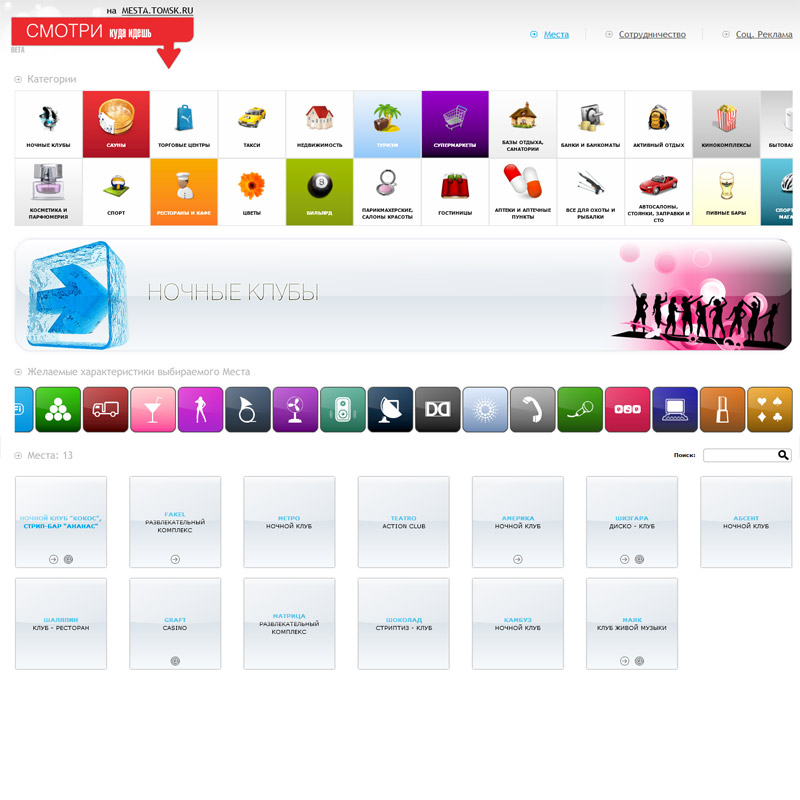 на MESTA.TOMSK.RU
СМОТРИ куда идешь
BETA
Места
Сотрудничество
Соц. Реклама
Категории
НОЧНЫЕ КЛУБЫ
САУНЫ
ТОРГОВЫЕ ЦЕНТРЫ
ТАКСИ
НЕДВИЖИМОСТЬ
ТУРИЗМ
СУПЕРМАРКЕТЫ
БАЗЫ ОТДЫХА,
САНАТОРИИ
БАНКИ И БАНКОМАТЫ
АКТИВНЫЙ ОТДЫХ
КИНОКОМПЛЕКСЫ
БЫТОВАЯ
КОСМЕТИКА И
ПАРФЮМЕРИЯ
СПОРТ
РЕСТОРАНЫ И КАФЕ
ЦВЕТЫ
8
БИЛЬЯРД
ПАРИКМАХЕРСКИЕ,
САЛОНЫ КРАСОТЫ
ГОСТИНИЦЫ
АПТЕКИ И АПТЕЧНЫЕ
ПУНКТЫ
ВСЕ ДЛЯ ОХОТЫ И
РЫБАЛКИ
АВТОСАЛОНЫ,
СТОЯНКИ, ЗАПРАВКИ И
СТО
ПИВНЫЕ БАРЫ
СПОРТ
МАГА
НОЧНЫЕ КЛУБЫ
Желаемые характеристики выбираемого Места
Места: 13
Поиск:
НОЧНОЙ КЛУБ "КОКОС",
СТРИП-БАР "АНАНАС"
FAKEL
РАЗВЛЕКАТЕЛЬНЫЙ
КОМПЛЕКС
МЕТРО
НОЧНОЙ КЛУБ
TEATRO
ACTION CLUB
АМЕРИКА
НОЧНОЙ КЛУБ
ШИZГАРА
ДИСКО - КЛУБ
АБСЕНТ
НОЧНОЙ КЛУБ
ШАЛЯПИН
КЛУБ - РЕСТОРАН
GRAFT
CASINO
МАТРИЦА
РАЗВЛЕКАТЕЛЬНЫЙ
КОМПЛЕКС
ШОКОЛАД
СТРИПТИЗ - КЛУБ
КАМБУЗ
НОЧНОЙ КЛУБ
МАЯК
КЛУБ ЖИВОЙ МУЗЫКИ